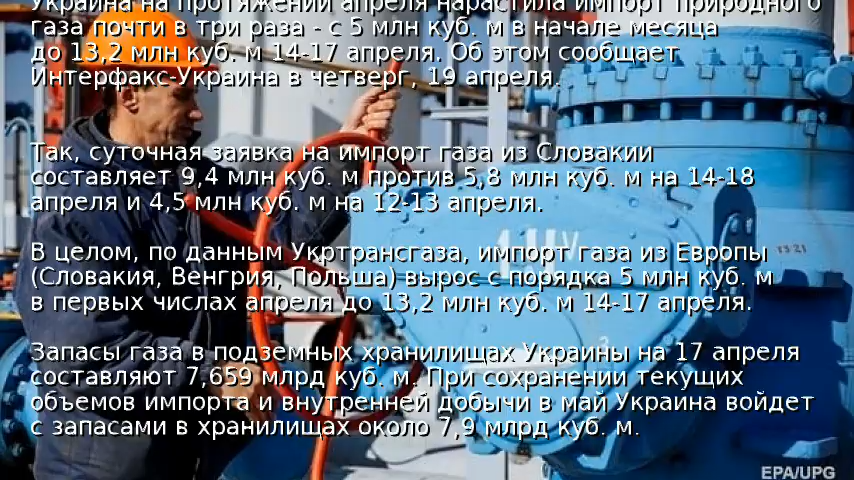 Украина на протяжении апреля нарастила импорт природного
газа почти в три раза - с 5 млн куб. м в начале месяца
до 13,2 млн куб. м 14-17 апреля. Об этом сообщает
Интерфакс-Украина в четверг, 19 апреля.
Так, суточная заявка на импорт газа из Словакии
составляет 9,4 млн куб. м против 5,8 млн куб. м на 14-18
апреля и 4,5 млн куб. м на 12-13 апреля.
В целом, по данным Укртрансгаза, импорт газа из Европы
(Словакия, Венгрия, Польша) вырос с порядка 5 млн куб. м
в первых числах апреля до 13,2 млн куб. м 14-17 апреля.
Запасы газа в подземных хранилищах Украины на 17 апреля
составляют 7,659 млрд куб. м. При сохранении текущих
объемов импорта и внутренней добычи в май Украина войдет
с запасами в хранилищах около 7,9 млрд куб. м.
EPA/UPG